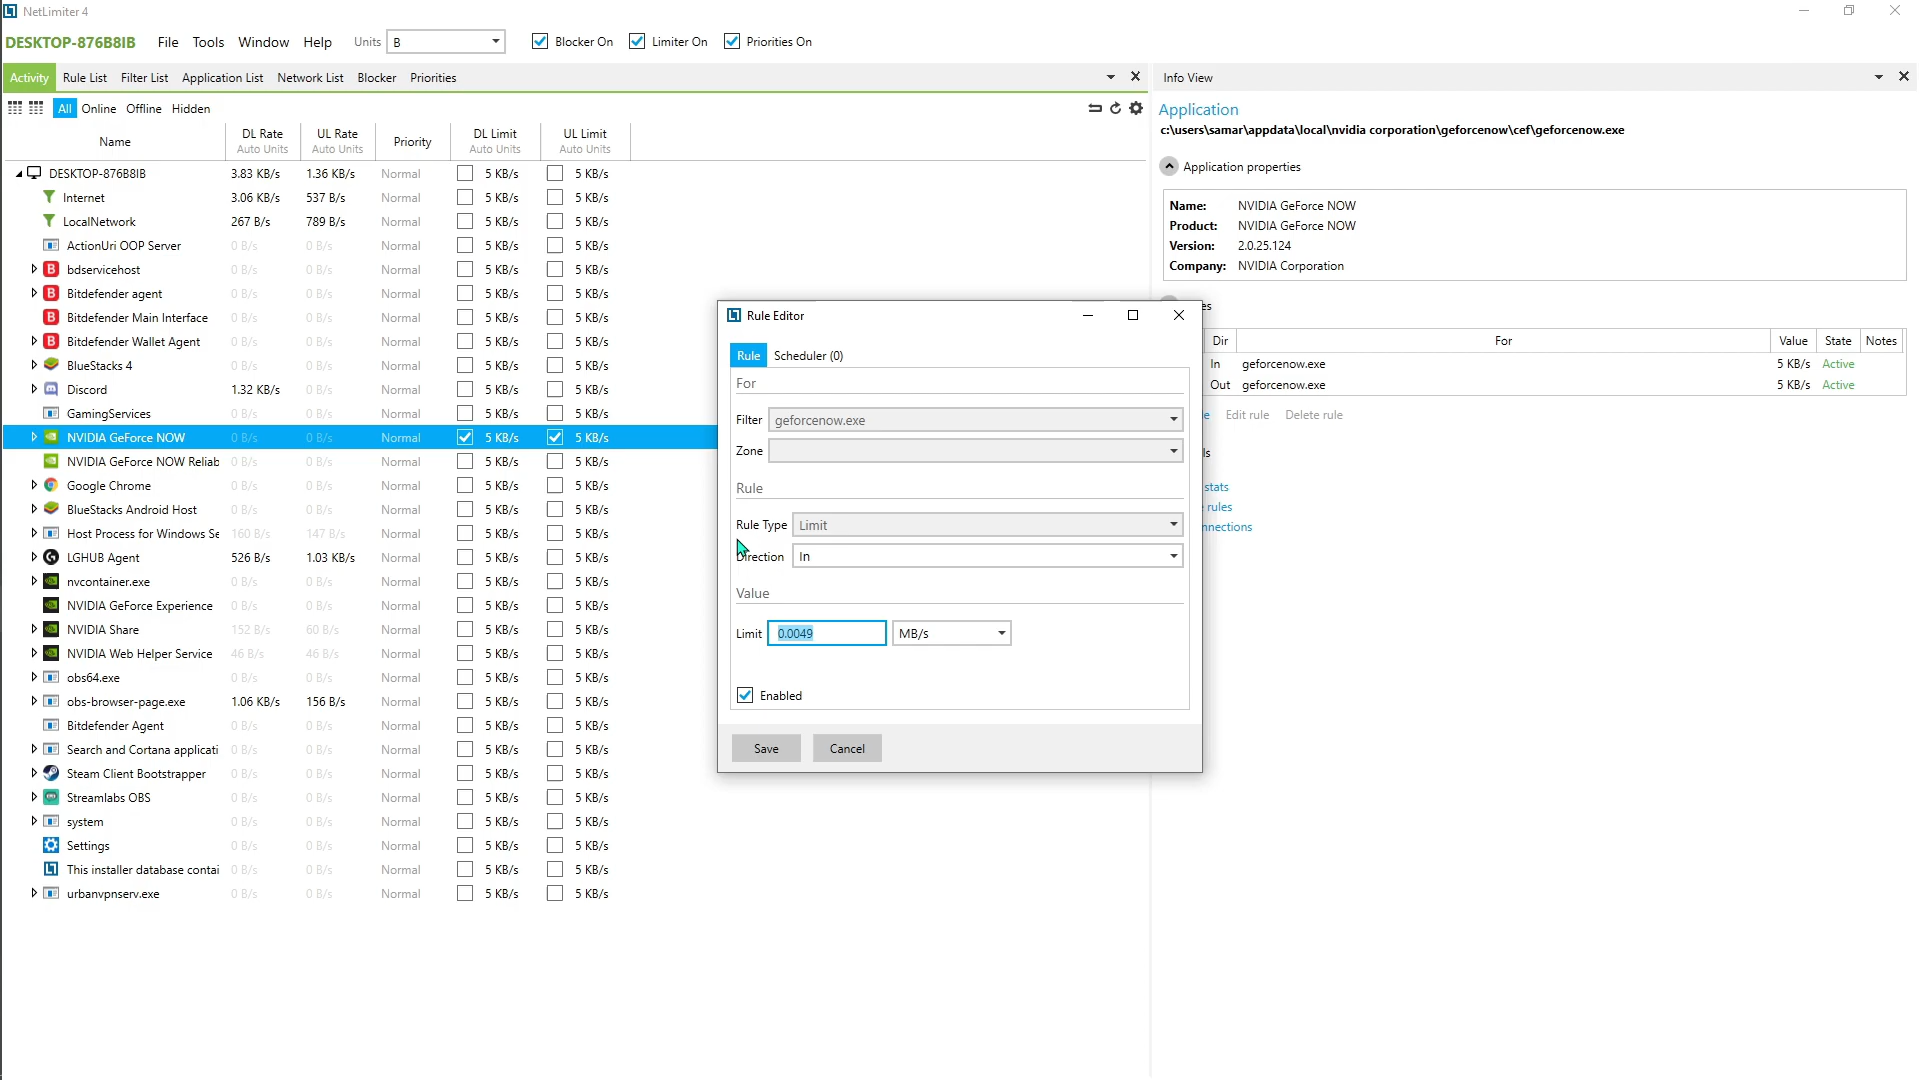 NetLimiter 4
DESKTOP-876B8IB File Tools Window Help Units B Blocker On Limiter On Priorities On
Activity Rule List Filter List Application List Network List Blocker Priorities
All Online Offline Hidden
Name DL Rate Auto Units UL Rate Auto Units Priority DL Limit Auto Units UL Limit Auto Units
DESKTOP-876B8IB 3.83 KB/s 1.36 KB/s Normal 5 KB/s 5 KB/s
Internet 3.06 KB/s 537 B/s Normal 5 KB/s 5 KB/s
LocalNetwork 267 B/s 789 B/s Normal 5 KB/s 5 KB/s
ActionUri OOP Server 0 B/s 0 B/s Normal 5 KB/s 5 KB/s
bdservicehost 0 B/s 0 B/s Normal 5 KB/s 5 KB/s
Bitdefender agent 0 B/s 0 B/s Normal 5 KB/s 5 KB/s
Bitdefender Main Interface 0 B/s 0 B/s Normal 5 KB/s 5 KB/s
Bitdefender Wallet Agent 0 B/s 0 B/s Normal 5 KB/s 5 KB/s
BlueStacks 4 0 B/s 0 B/s Normal 5 KB/s 5 KB/s
Discord 1.32 KB/s 0 B/s Normal 5 KB/s 5 KB/s
GamingServices 0 B/s 0 B/s Normal 5 KB/s 5 KB/s
NVIDIA GeForce NOW 0 B/s 0 B/s Normal 5 KB/s 5 KB/s
NVIDIA GeForce NOW Reliab 0 B/s 0 B/s Normal 5 KB/s 5 KB/s
Google Chrome 0 B/s 0 B/s Normal 5 KB/s 5 KB/s
BlueStacks Android Host 0 B/s 0 B/s Normal 5 KB/s 5 KB/s
Host Process for Windows Se 160 B/s 147 B/s Normal 5 KB/s 5 KB/s
LGHUB Agent 526 B/s 1.03 KB/s Normal 5 KB/s 5 KB/s
nvcontainer.exe 0 B/s 0 B/s Normal 5 KB/s 5 KB/s
NVIDIA GeForce Experience 0 B/s 0 B/s Normal 5 KB/s 5 KB/s
NVIDIA Share 152 B/s 60 B/s Normal 5 KB/s 5 KB/s
NVIDIA Web Helper Service 46 B/s 46 B/s Normal 5 KB/s 5 KB/s
obs64.exe 0 B/s 0 B/s Normal 5 KB/s 5 KB/s
obs-browser-page.exe 1.06 KB/s 156 B/s Normal 5 KB/s 5 KB/s
Bitdefender Agent 0 B/s 0 B/s Normal 5 KB/s 5 KB/s
Search and Cortana applicati 0 B/s 0 B/s Normal 5 KB/s 5 KB/s
Steam Client Bootstrapper 0 B/s 0 B/s Normal 5 KB/s 5 KB/s
Streamlabs OBS 0 B/s 0 B/s Normal 5 KB/s 5 KB/s
system 0 B/s 0 B/s Normal 5 KB/s 5 KB/s
Settings 0 B/s 0 B/s Normal 5 KB/s 5 KB/s
This installer database contai 0 B/s 0 B/s Normal 5 KB/s 5 KB/s
urbanvpnserv.exe 0 B/s 0 B/s Normal 5 KB/s 5 KB/s
Rule Editor
Rule Scheduler (0)
For
Filter geforcenow.exe
Zone
Rule
Rule Type Limit
Direction In
Value
Limit 0.0049 MB/s
Enabled
Save Cancel
Info View
Application
c:\users\samar\appdata\local\nvidia corporation\geforcenow\cef\geforcenow.exe
Application properties
Name: NVIDIA GeForce NOW
Product: NVIDIA GeForce NOW
Version: 2.0.25.124
Company: NVIDIA Corporation
es
Dir For Value State Notes
In geforcenow.exe 5 KB/s Active
Out geforcenow.exe 5 KB/s Active
le Edit rule Delete rule
ls
stats
rules
nnections